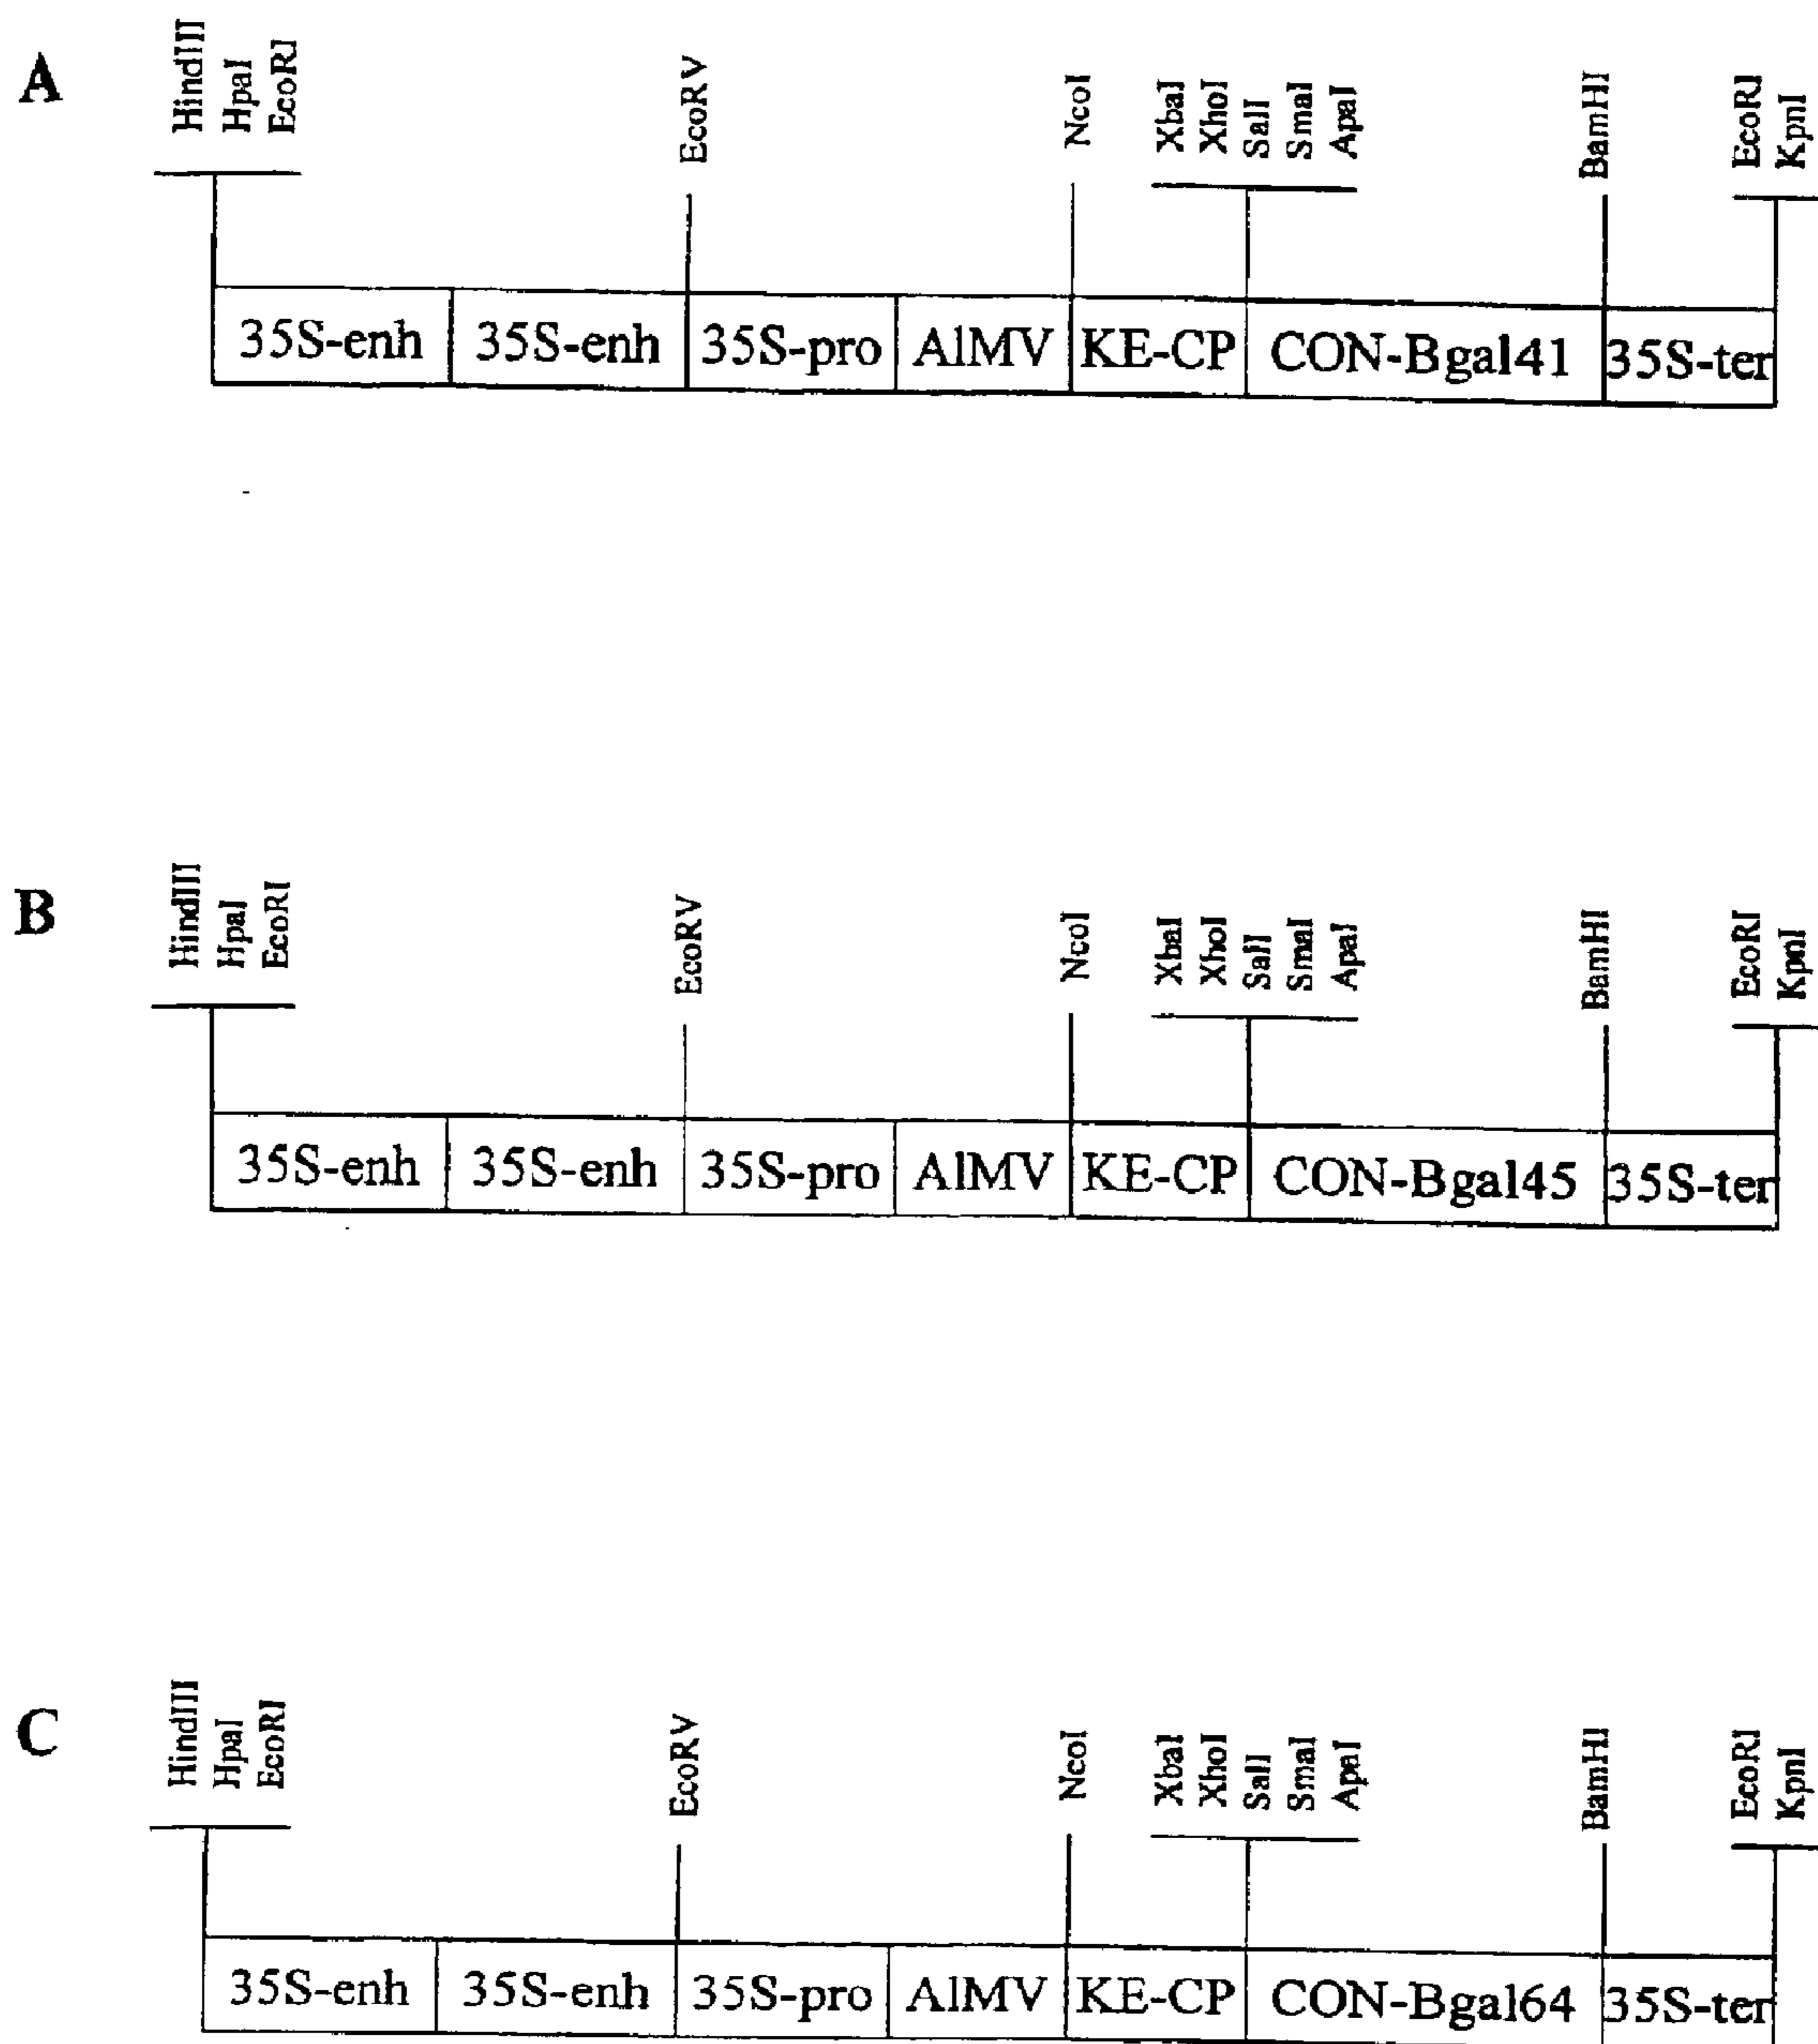 A
HindIII
HpaI
EcoRI
EcoRV
NcoI
XbaI
XhoI
SalI
SmaI
ApaI
BamHI
EcoRI
KpnI
35S-enh 35S-enh 35S-pro AlMV KE-CP CON-Bgal41 35S-ter
B
HindIII
HpaI
EcoRI
EcoRV
NcoI
XbaI
XhoI
SalI
SmaI
ApaI
BamHI
EcoRI
KpnI
35S-enh 35S-enh 35S-pro AlMV KE-CP CON-Bgal45 35S-ter
C
HindIII
HpaI
EcoRI
EcoRV
NcoI
XbaI
XhoI
SalI
SmaI
ApaI
BamHI
EcoRI
KpnI
35S-enh 35S-enh 35S-pro AlMV KE-CP CON-Bgal64 35S-ter